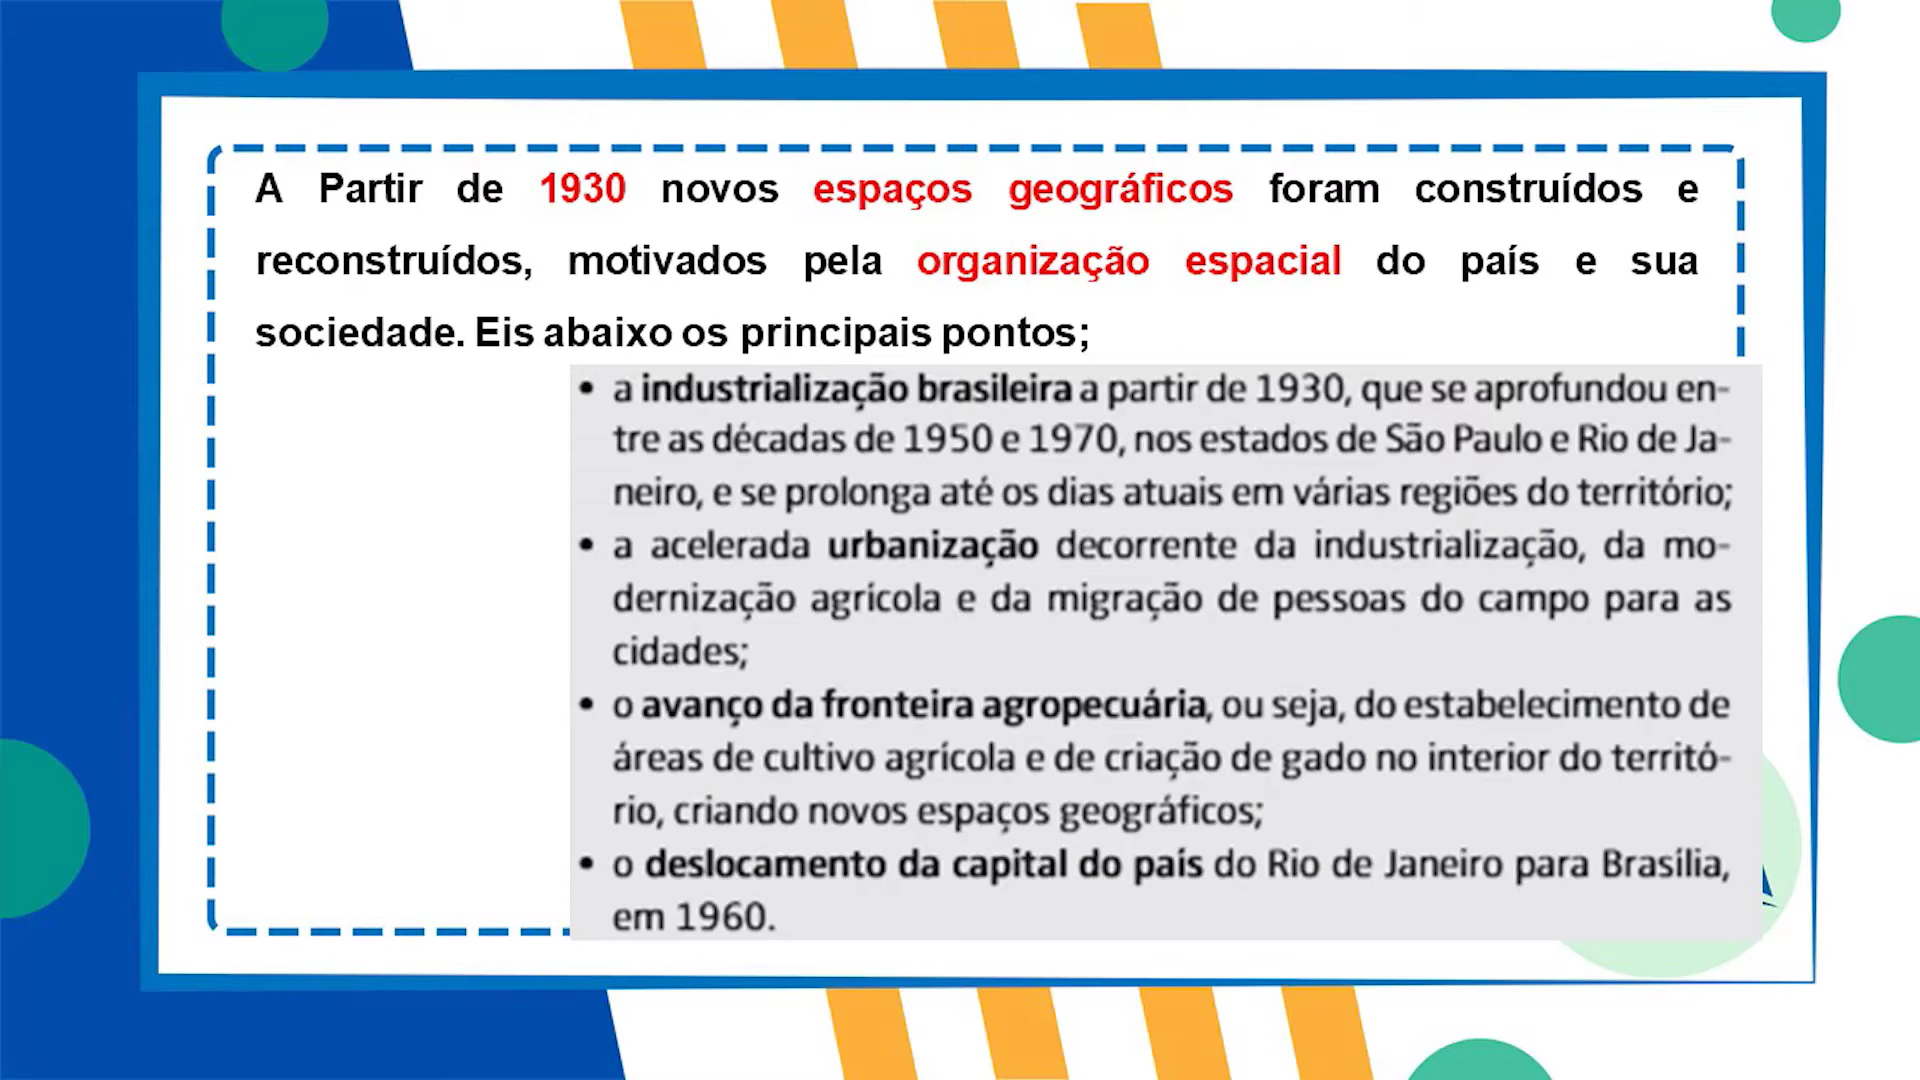 A Partir de 1930 novos espaços geográficos foram construídos e
reconstruídos, motivados pela organização espacial do país e sua
sociedade. Eis abaixo os principais pontos;
• a industrialização brasileira a partir de 1930, que se aprofundou en-
tre as décadas de 1950 e 1970, nos estados de São Paulo e Rio de Ja-
neiro, e se prolonga até os dias atuais em várias regiões do território;
• a acelerada urbanização decorrente da industrialização, da mo-
dernização agrícola e da migração de pessoas do campo para as
cidades;
• o avanço da fronteira agropecuária, ou seja, do estabelecimento de
áreas de cultivo agrícola e de criação de gado no interior do territó-
rio, criando novos espaços geográficos;
• o deslocamento da capital do país do Rio de Janeiro para Brasília,
em 1960.